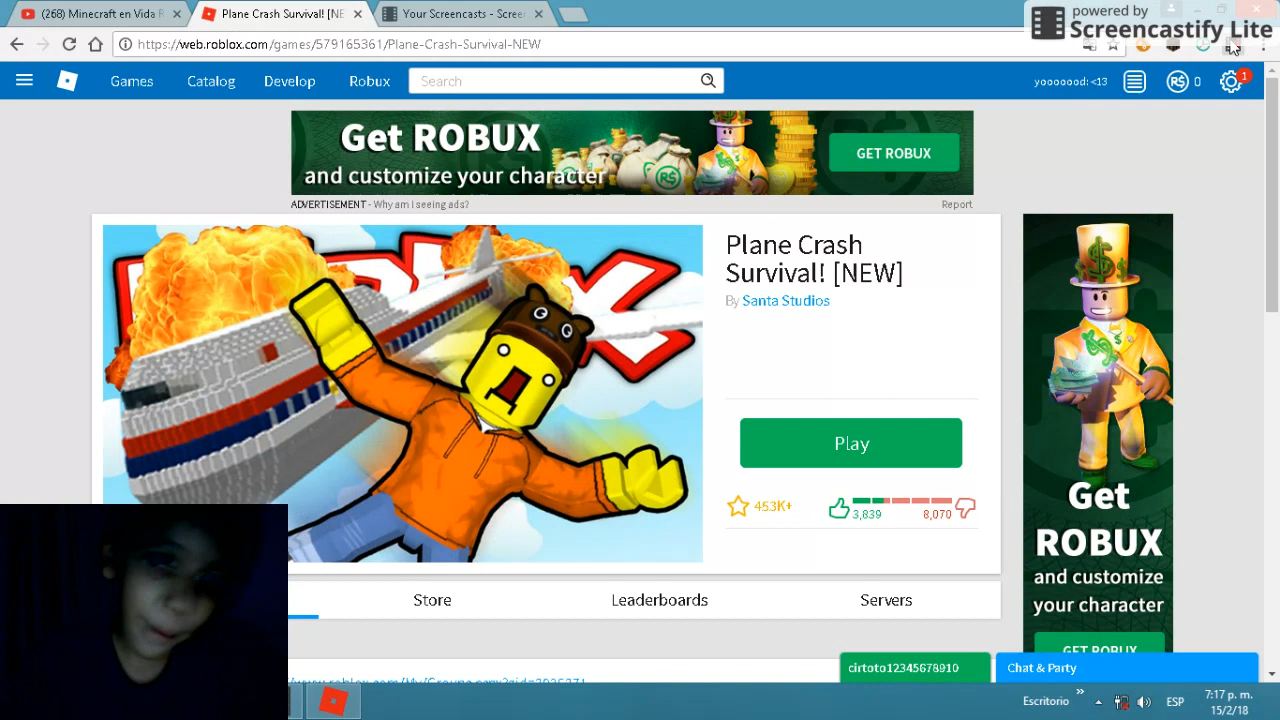 (268) Minecraft en Vida R
Plane Crash Survival! [NE
Your Screencasts - Scree
powered by
Screencastify Lite
https://web.roblox.com/games/579165361/Plane-Crash-Survival-NEW
Games
Catalog
Develop
Robux
Search
yooooood: <13
R$ 0
1
Get ROBUX
and customize your character
GET ROBUX
ADVERTISEMENT - Why am I seeing ads?
Report
Plane Crash
Survival! [NEW]
By Santa Studios
Play
453K+
3,839
8,070
Get
ROBUX
and customize
your character
GET ROBUX
Store
Leaderboards
Servers
cirtoto12345678910
Chat & Party
Escritorio
ESP
7:17 p. m.
15/2/18